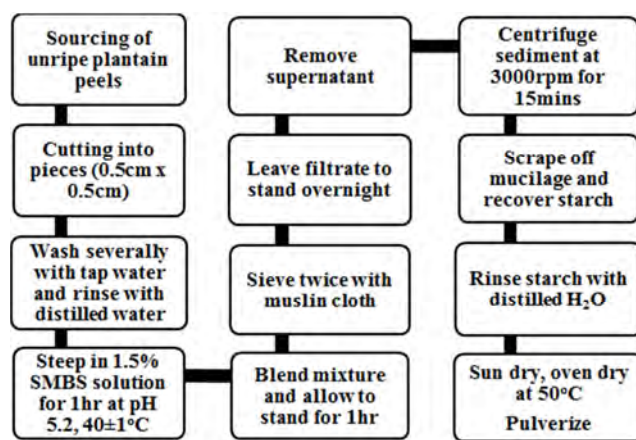 Sourcing of
unripe plantain
peels
Cutting into
pieces (0.5cm x
0.5cm)
Wash severally
with tap water
and rinse with
distilled water
Steep in 1.5%
SMBS solution
for 1hr at pH
5.2, 40±1°C
Blend mixture
and allow to
stand for 1hr
Sieve twice with
muslin cloth
Leave filtrate to
stand overnight
Remove
supernatant
Centrifuge
sediment at
3000rpm for
15mins
Scrape off
mucilage and
recover starch
Rinse starch with
distilled H₂O
Sun dry, oven dry
at 50°C
Pulverize